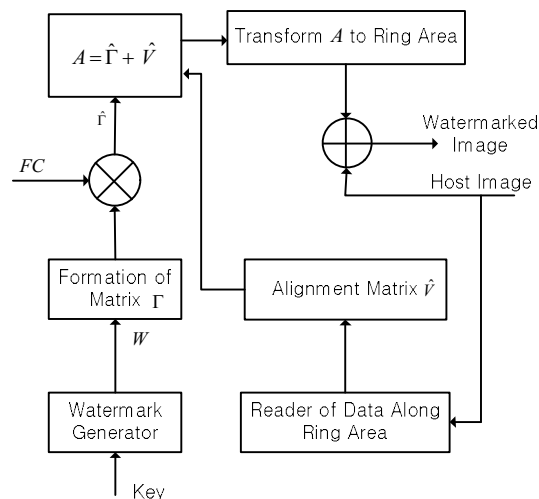 A = Γ̂ + V̂
Transform A to Ring Area
Γ̂
Watermarked
Image
FC
Host Image
Formation of
Matrix Γ
Alignment Matrix V̂
W
Watermark
Generator
Reader of Data Along
Ring Area
Key